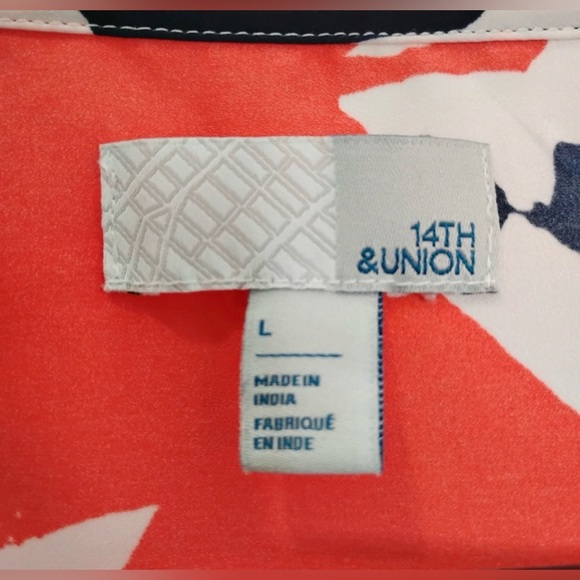 14TH
&UNION
L
MADE IN
INDIA
FABRIQUÉ
EN INDE